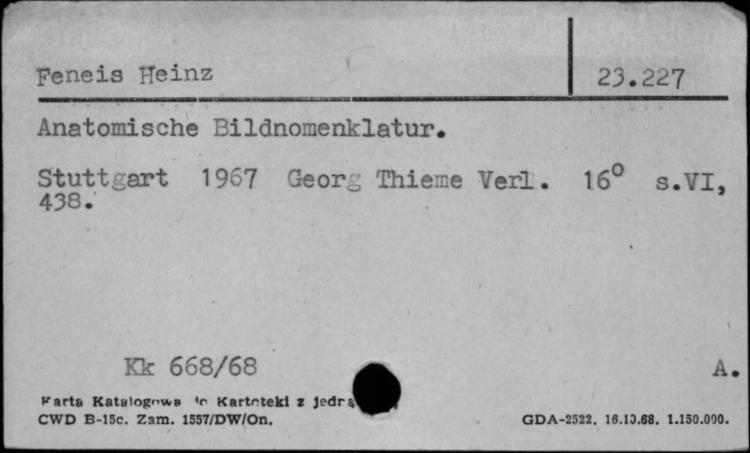 Feneis Heinz
23.227
Anatomische Bildnomenklatur.
Stuttgart 1967 Georg Thieme Verl. 16° s.VI,
438.
Kk 668/68
A.
Karta Katalogowa do Kartoteki z jedną
CWD B-15c. Zam. 1557/DW/On.
GDA-2522. 16.10.68. 1.150.000.